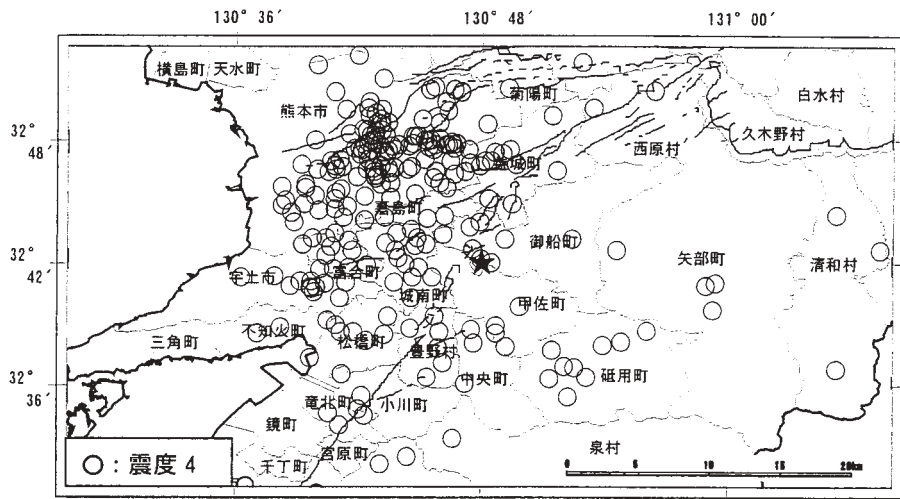 130° 36′
130° 48′
131° 00′
横島町 天水町
菊陽町
白水村
熊本市
32°
48′
久木野村
西原村
益城町
嘉島町
御船町
32°
42′
矢部町
清和村
宇土市
富合町
城南町
甲佐町
不知火町
三角町
松橋町
豊野村
32°
36′
中央町
砥用町
竜北町
小川町
鏡町
宮原町
泉村
○：震度４
千丁町
0 5 10 15 20km